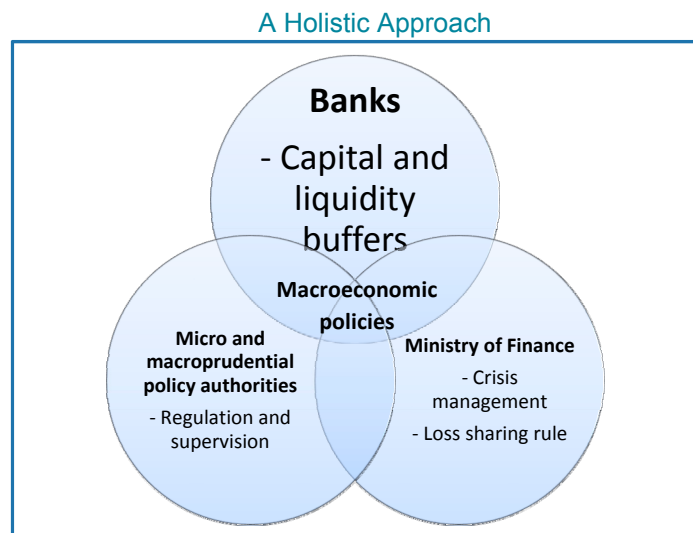 A Holistic Approach
Banks
- Capital and
liquidity
buffers
Macroeconomic
policies
Micro and
macroprudential
policy authorities
- Regulation and
supervision
Ministry of Finance
- Crisis
management
- Loss sharing rule